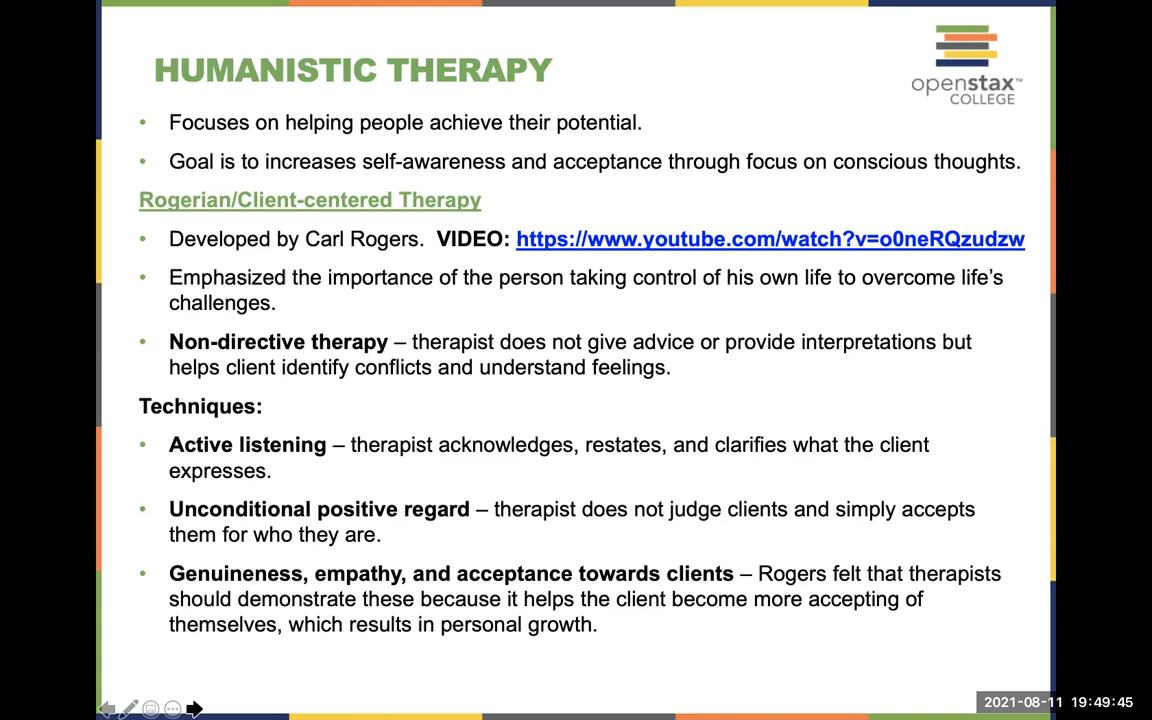 HUMANISTIC THERAPY
openstax™
COLLEGE
• Focuses on helping people achieve their potential.
• Goal is to increases self-awareness and acceptance through focus on conscious thoughts.
Rogerian/Client-centered Therapy
• Developed by Carl Rogers. VIDEO: https://www.youtube.com/watch?v=o0neRQzudzw
• Emphasized the importance of the person taking control of his own life to overcome life’s
challenges.
• Non-directive therapy – therapist does not give advice or provide interpretations but
helps client identify conflicts and understand feelings.
Techniques:
• Active listening – therapist acknowledges, restates, and clarifies what the client
expresses.
• Unconditional positive regard – therapist does not judge clients and simply accepts
them for who they are.
• Genuineness, empathy, and acceptance towards clients – Rogers felt that therapists
should demonstrate these because it helps the client become more accepting of
themselves, which results in personal growth.
2021-08-11 19:49:45